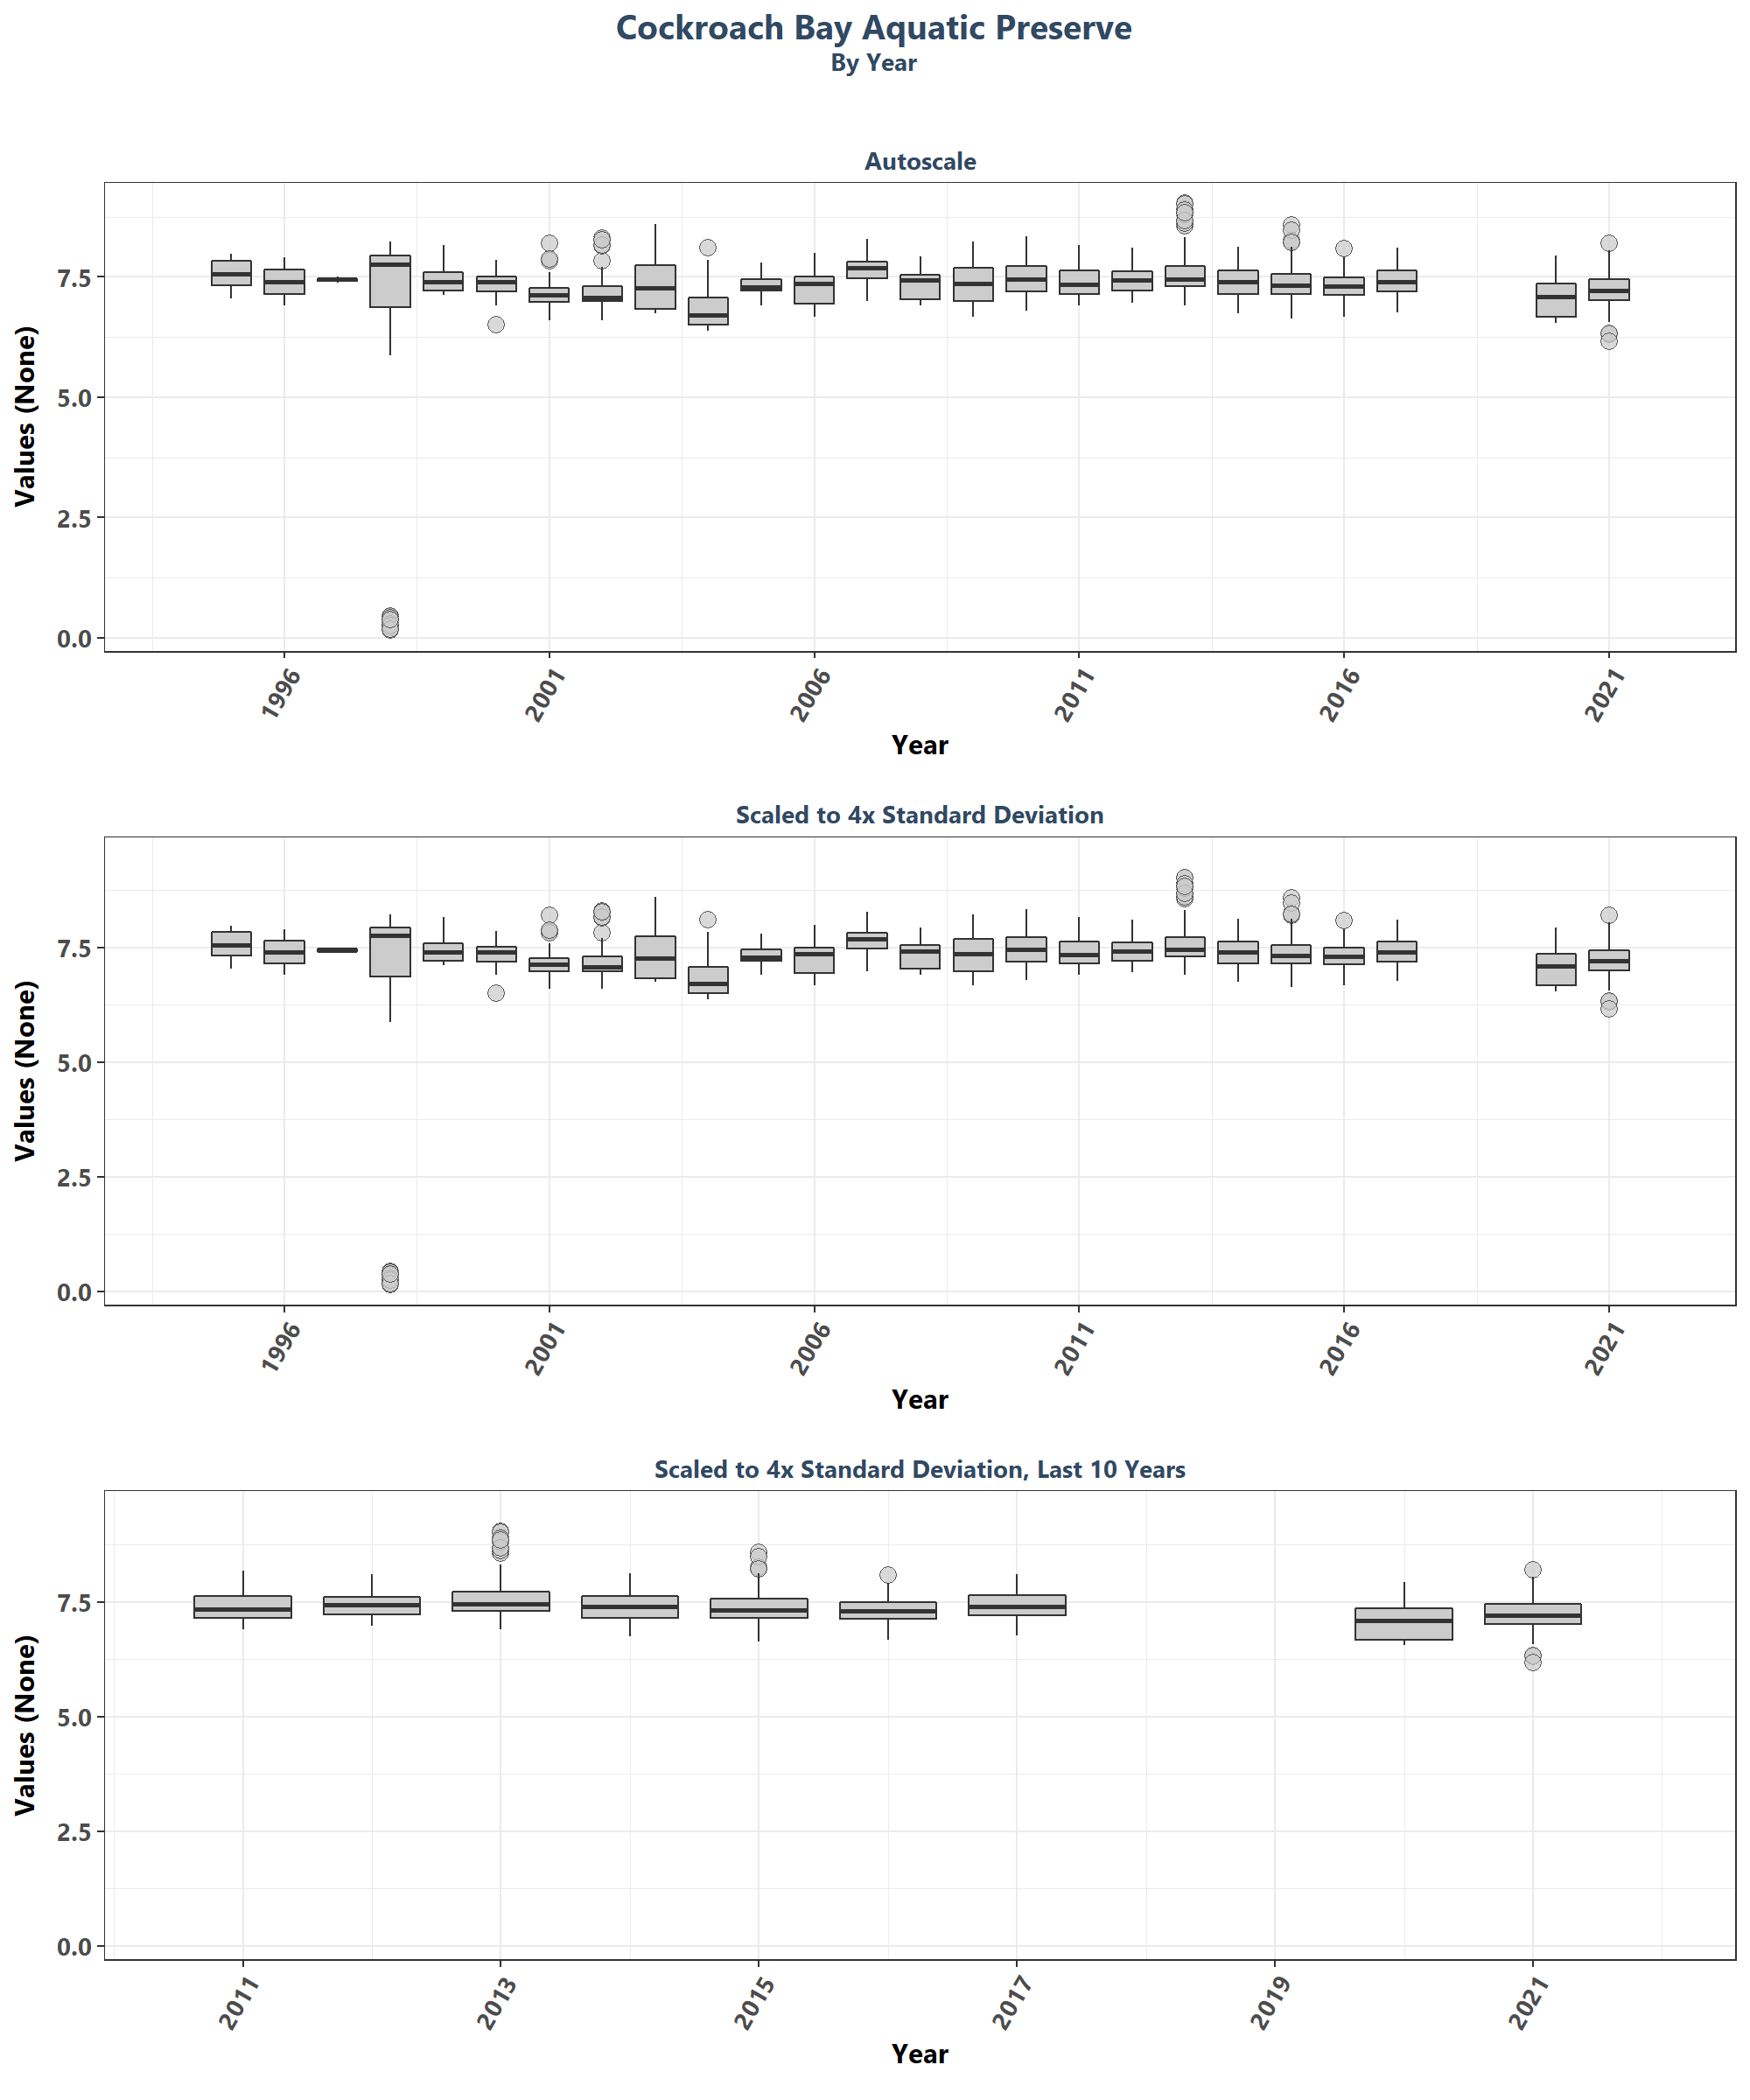 Cockroach Bay Aquatic Preserve
By Year
Autoscale
Values (None)
7.5
5.0
2.5
0.0
1996
2001
2006
2011
2016
2021
Year
Scaled to 4x Standard Deviation
Values (None)
7.5
5.0
2.5
0.0
1996
2001
2006
2011
2016
2021
Year
Scaled to 4x Standard Deviation, Last 10 Years
Values (None)
7.5
5.0
2.5
0.0
2011
2013
2015
2017
2019
2021
Year